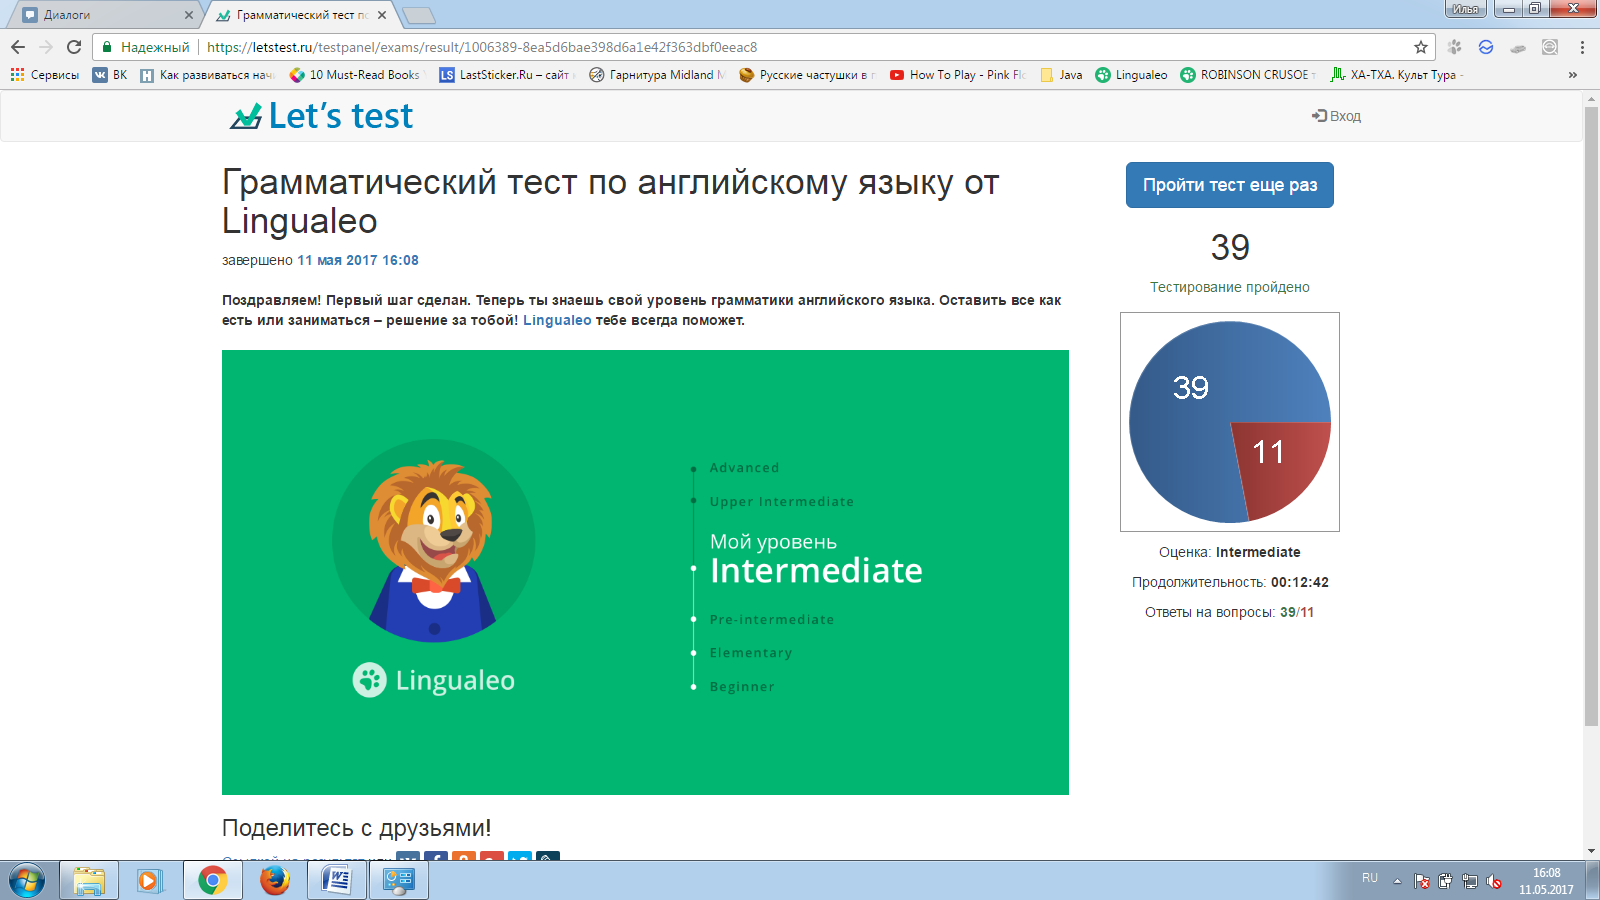 Диалоги
Грамматический тест по
Илья
Надежный
https://letstest.ru/testpanel/exams/result/1006389-8ea5d6bae398d6a1e42f363dbf0eeac8
Сервисы
ВК
Как развиваться нач
10 Must-Read Books
LastSticker.Ru – сайт
Гарнитура Midland M
Русские частушки в г
How To Play - Pink Fl
Java
Lingualeo
ROBINSON CRUSOE
ХА-ТХА. Культ Тура -
»
Let's test
Вход
Грамматический тест по английскому языку от
Lingualeo
завершено 11 мая 2017 16:08
Поздравляем! Первый шаг сделан. Теперь ты знаешь свой уровень грамматики английского языка. Оставить все как
есть или заниматься – решение за тобой! Lingualeo тебе всегда поможет.
Advanced
Upper Intermediate
Мой уровень
Intermediate
Pre-intermediate
Elementary
Beginner
Lingualeo
Поделитесь с друзьями!
Ссылкой на результат или
Пройти тест еще раз
39
Тестирование пройдено
39
11
Оценка: Intermediate
Продолжительность: 00:12:42
Ответы на вопросы: 39/11
RU
16:08
11.05.2017